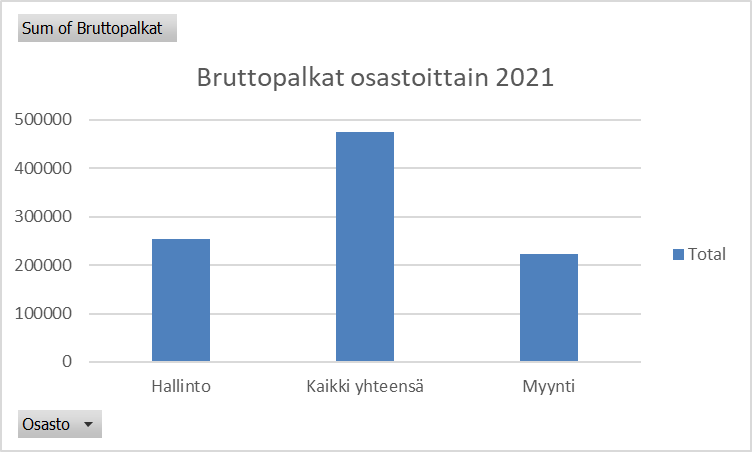 Sum of Bruttopalkat
Bruttopalkat osastoittain 2021
500000
400000
300000
200000
100000
0
Hallinto
Kaikki yhteensä
Myynti
Total
Osasto